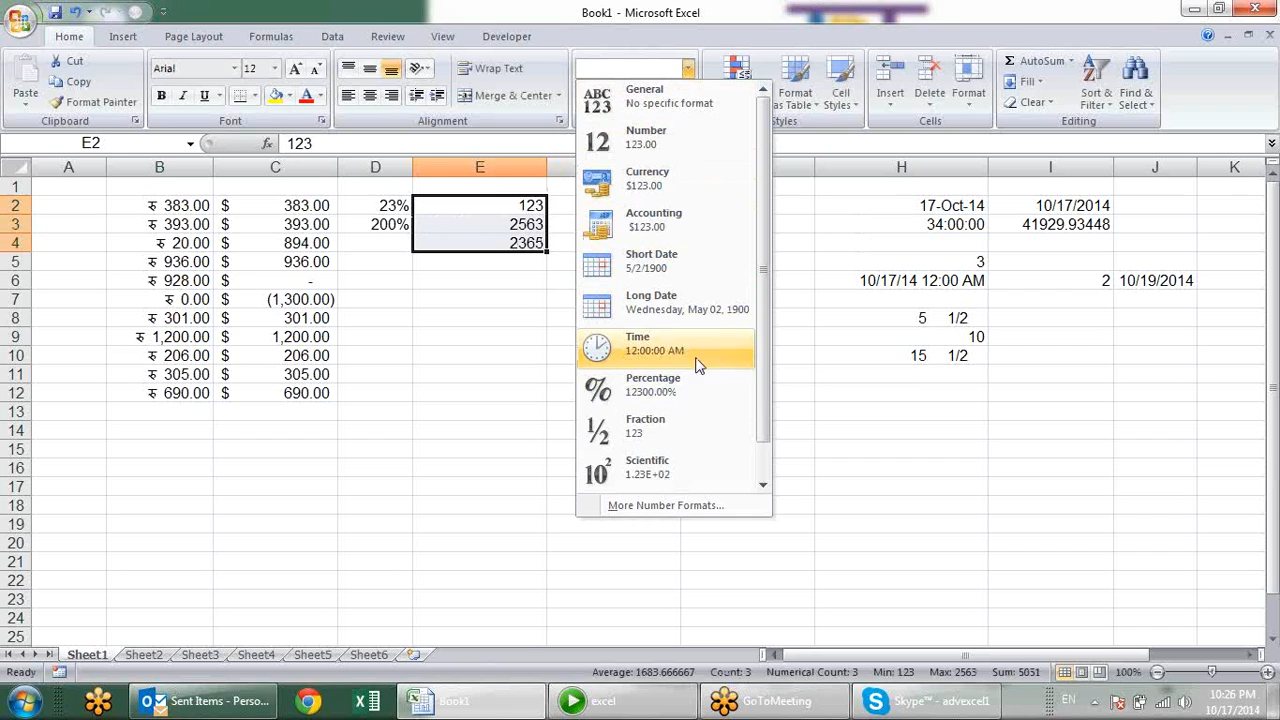 Book1 - Microsoft Excel
Home Insert Page Layout Formulas Data Review View Developer
Cut
Copy
Format Painter
Paste
Clipboard
Arial 12
B I U
Font
Wrap Text
Merge & Center
Alignment
Format as Table
Cell Styles
Styles
Insert Delete Format
Cells
AutoSum
Fill
Clear
Sort & Filter
Find & Select
Editing
E2 fx 123
General
No specific format
Number
123.00
Currency
$123.00
Accounting
$123.00
Short Date
5/2/1900
Long Date
Wednesday, May 02, 1900
Time
12:00:00 AM
Percentage
12300.00%
Fraction
123
Scientific
1.23E+02
More Number Formats...
A B C D E H I J K
1
2 रु 383.00 $ 383.00 23% 123 17-Oct-14 10/17/2014
3 रु 393.00 $ 393.00 200% 2563 34:00:00 41929.93448
4 रु 20.00 $ 894.00 2365
5 रु 936.00 $ 936.00 3
6 रु 928.00 $ - 10/17/14 12:00 AM 2 10/19/2014
7 रु 0.00 $ (1,300.00)
8 रु 301.00 $ 301.00 5 1/2
9 रु 1,200.00 $ 1,200.00 10
10 रु 206.00 $ 206.00 15 1/2
11 रु 305.00 $ 305.00
12 रु 690.00 $ 690.00
13
14
15
16
17
18
19
20
21
22
23
24
25
Sheet1 Sheet2 Sheet3 Sheet4 Sheet5 Sheet6
Ready Average: 1683.666667 Count: 3 Numerical Count: 3 Min: 123 Max: 2563 Sum: 5051 100%
Sent Items - Perso... Book1 excel GoToMeeting Skype™ - advexcel1 EN 10:26 PM
10/17/2014